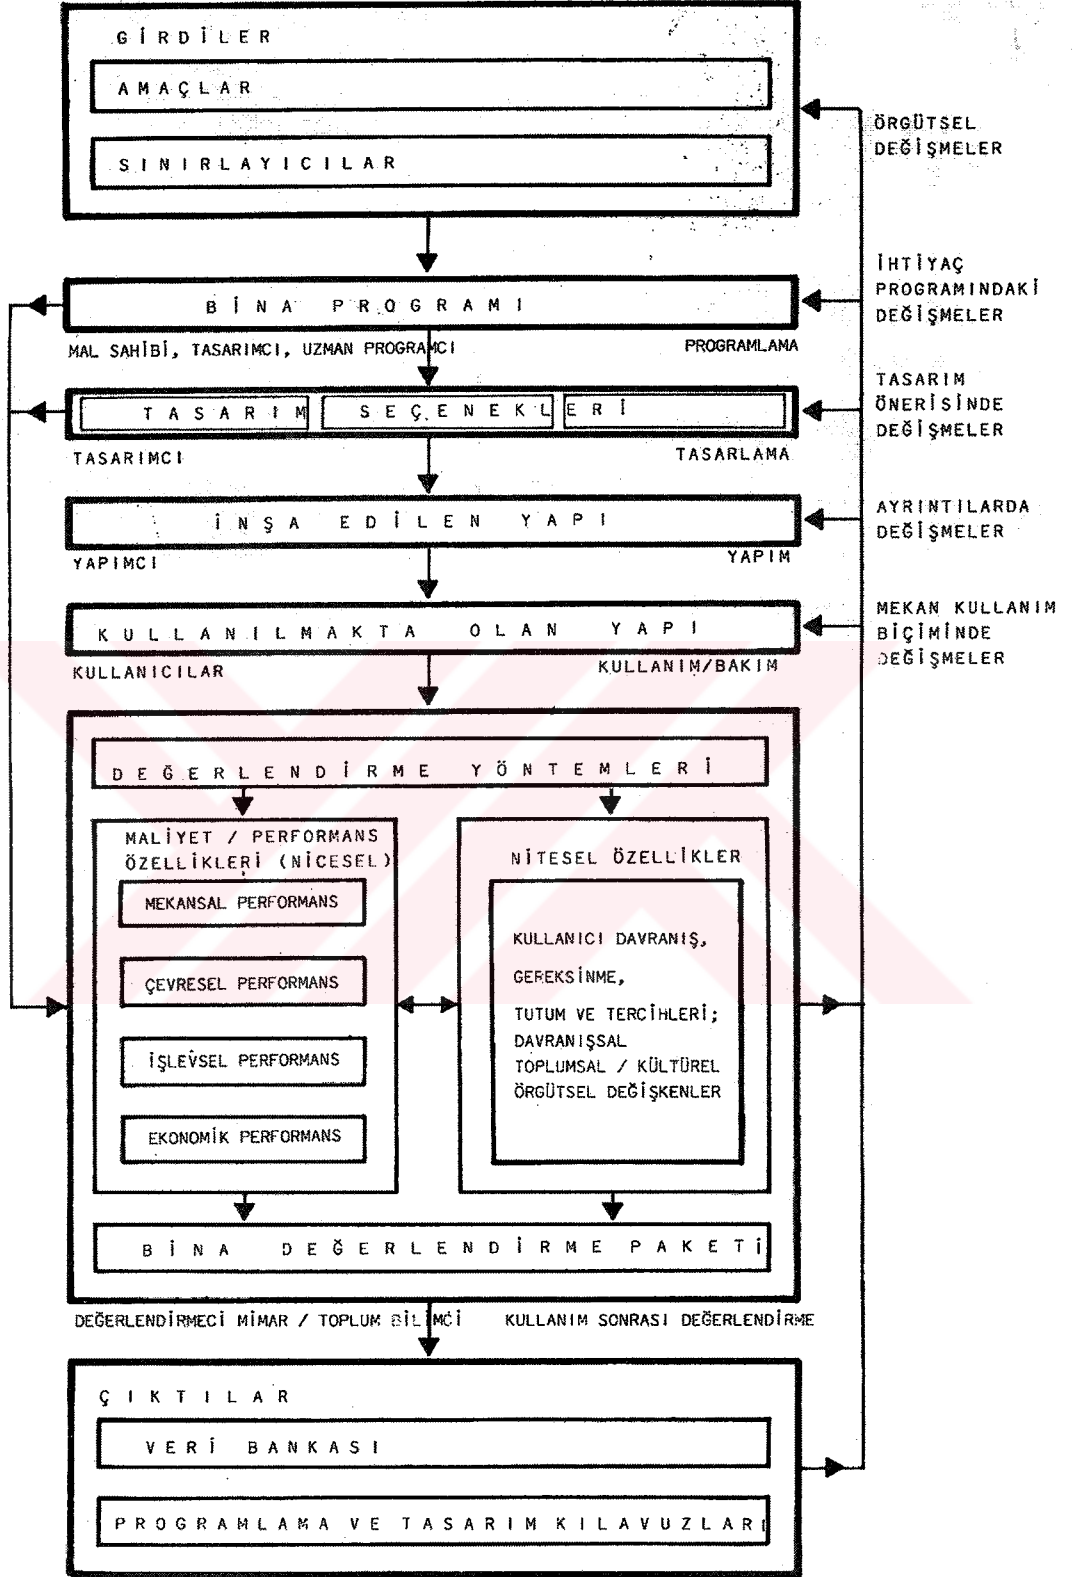 GİRDİLER
AMAÇLAR
SINIRLAYICILAR
ÖRGÜTSEL
DEĞİŞMELER
BİNA PROGRAMI
MAL SAHİBİ, TASARIMCI, UZMAN PROGRAMCI
PROGRAMLAMA
İHTİYAÇ
PROGRAMINDAKİ
DEĞİŞMELER
TASARIM SEÇENEKLERİ
TASARIMCI
TASARLAMA
TASARIM
ÖNERİSİNDE
DEĞİŞMELER
İNŞA EDİLEN YAPI
YAPIMCI
YAPIM
AYRINTILARDA
DEĞİŞMELER
KULLANILMAKTA OLAN YAPI
KULLANICILAR
KULLANIM/BAKIM
MEKAN KULLANIM
BİÇİMİNDE
DEĞİŞMELER
DEĞERLENDİRME YÖNTEMLERİ
MALİYET / PERFORMANS
ÖZELLİKLERİ (NİCESEL)
MEKANSAL PERFORMANS
ÇEVRESEL PERFORMANS
İŞLEVSEL PERFORMANS
EKONOMİK PERFORMANS
NİTESEL ÖZELLİKLER
KULLANICI DAVRANIŞ,
GEREKSİNME,
TUTUM VE TERCİHLERİ;
DAVRANIŞSAL
TOPLUMSAL / KÜLTÜREL
ÖRGÜTSEL DEĞİŞKENLER
BİNA DEĞERLENDİRME PAKETİ
DEĞERLENDİRMECİ MİMAR / TOPLUM BİLİMCİ
KULLANIM SONRASI DEĞERLENDİRME
ÇIKTILAR
VERİ BANKASI
PROGRAMLAMA VE TASARIM KILAVUZLARI